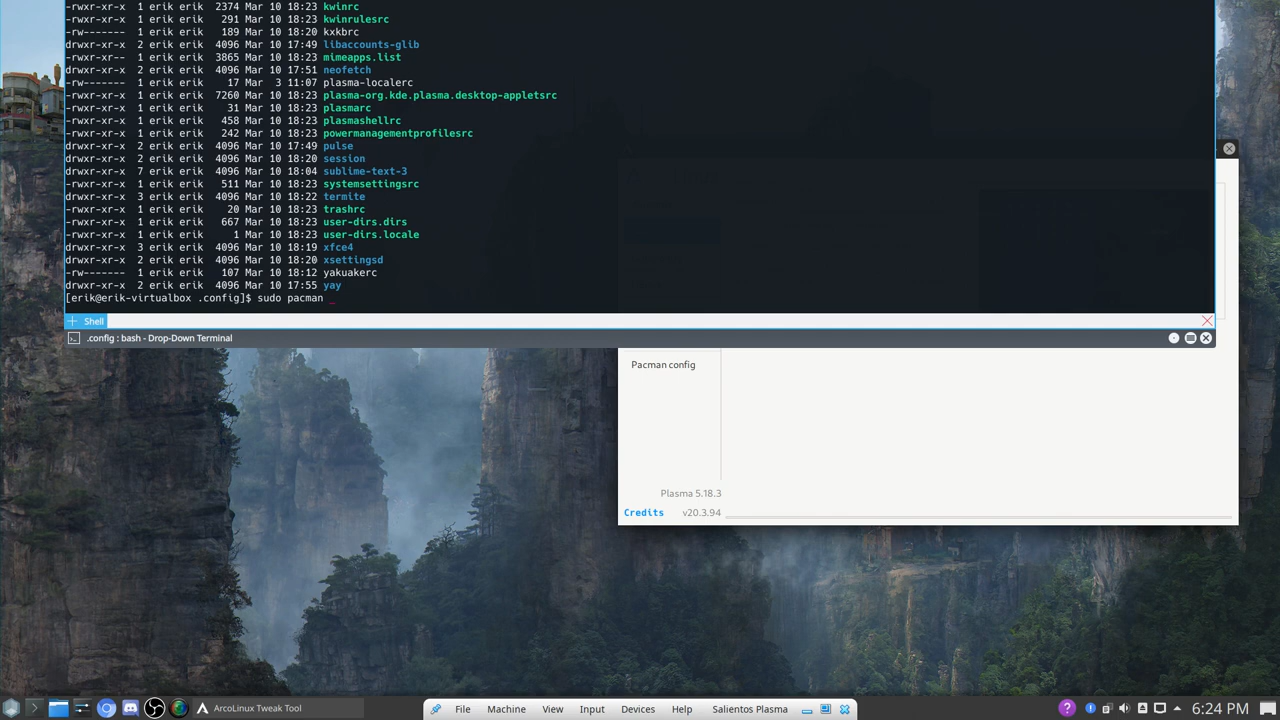 -rwxr-xr-x 1 erik erik 2374 Mar 10 18:23 kwinrc
-rwxr-xr-x 1 erik erik 291 Mar 10 18:23 kwinrulesrc
-rw------- 1 erik erik 189 Mar 10 18:20 kxkbrc
drwxr-xr-x 2 erik erik 4096 Mar 10 17:49 libaccounts-glib
-rwxr-xr-- 1 erik erik 3865 Mar 10 18:23 mimeapps.list
drwxr-xr-x 2 erik erik 4096 Mar 10 17:51 neofetch
-rw------- 1 erik erik 17 Mar 3 11:07 plasma-localerc
-rwxr-xr-x 1 erik erik 7260 Mar 10 18:23 plasma-org.kde.plasma.desktop-appletsrc
-rwxr-xr-x 1 erik erik 31 Mar 10 18:23 plasmarc
-rwxr-xr-x 1 erik erik 458 Mar 10 18:23 plasmashellrc
-rwxr-xr-x 1 erik erik 242 Mar 10 18:23 powermanagementprofilesrc
drwxr-xr-x 2 erik erik 4096 Mar 10 17:49 pulse
drwxr-xr-x 2 erik erik 4096 Mar 10 18:20 session
drwxr-xr-x 7 erik erik 4096 Mar 10 18:04 sublime-text-3
-rwxr-xr-x 1 erik erik 511 Mar 10 18:23 systemsettingsrc
drwxr-xr-x 3 erik erik 4096 Mar 10 18:22 termite
-rwxr-xr-x 1 erik erik 20 Mar 10 18:23 trashrc
-rwxr-xr-x 1 erik erik 667 Mar 10 18:23 user-dirs.dirs
-rwxr-xr-x 1 erik erik 1 Mar 10 18:23 user-dirs.locale
drwxr-xr-x 3 erik erik 4096 Mar 10 18:19 xfce4
drwxr-xr-x 2 erik erik 4096 Mar 10 18:20 xsettingsd
-rw------- 1 erik erik 107 Mar 10 18:12 yakuakerc
drwxr-xr-x 2 erik erik 4096 Mar 10 17:55 yay
[erik@erik-virtualbox .config]$ sudo pacman _
Shell
.config : bash - Drop-Down Terminal
Pacman config
Plasma 5.18.3
Credits v20.3.94
ArcoLinux Tweak Tool
File Machine View Input Devices Help Salientos Plasma
6:24 PM